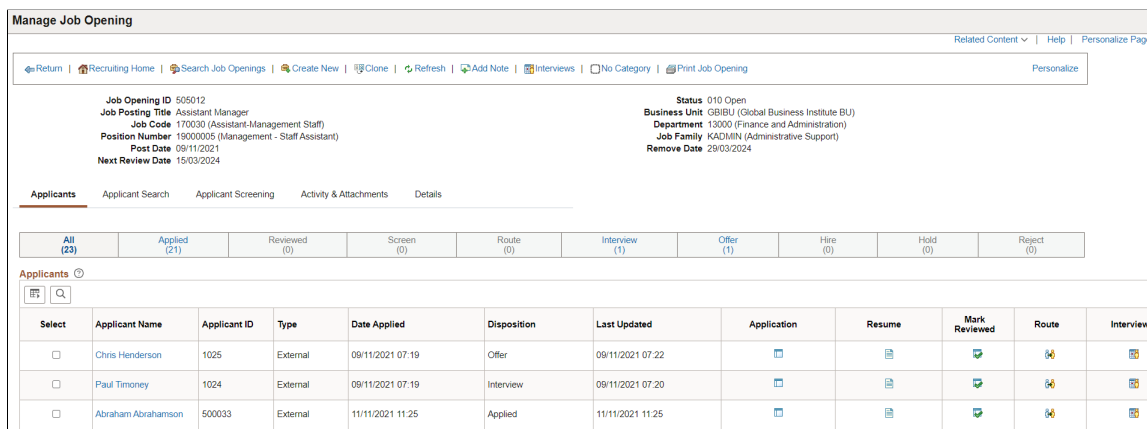 Manage Job Opening
Related Content | Help | Personalize Pag
Return | Recruiting Home | Search Job Openings | Create New | Clone | Refresh | Add Note | Interviews | No Category | Print Job Opening Personalize
Job Opening ID 505012 Status 010 Open
Job Posting Title Assistant Manager Business Unit GBIBU (Global Business Institute BU)
Job Code 170030 (Assistant-Management Staff) Department 13000 (Finance and Administration)
Position Number 19000005 (Management - Staff Assistant) Job Family KADMIN (Administrative Support)
Post Date 09/11/2021 Remove Date 29/03/2024
Next Review Date 15/03/2024
Applicants Applicant Search Applicant Screening Activity & Attachments Details
All Applied Reviewed Screen Route Interview Offer Hire Hold Reject
(23) (21) (0) (0) (0) (1) (1) (0) (0) (0)
Applicants ?
Select Applicant Name Applicant ID Type Date Applied Disposition Last Updated Application Resume Mark Reviewed Route Interview
Chris Henderson 1025 External 09/11/2021 07:19 Offer 09/11/2021 07:22
Paul Timoney 1024 External 09/11/2021 07:19 Interview 09/11/2021 07:20
Abraham Abrahamson 500033 External 11/11/2021 11:25 Applied 11/11/2021 11:25